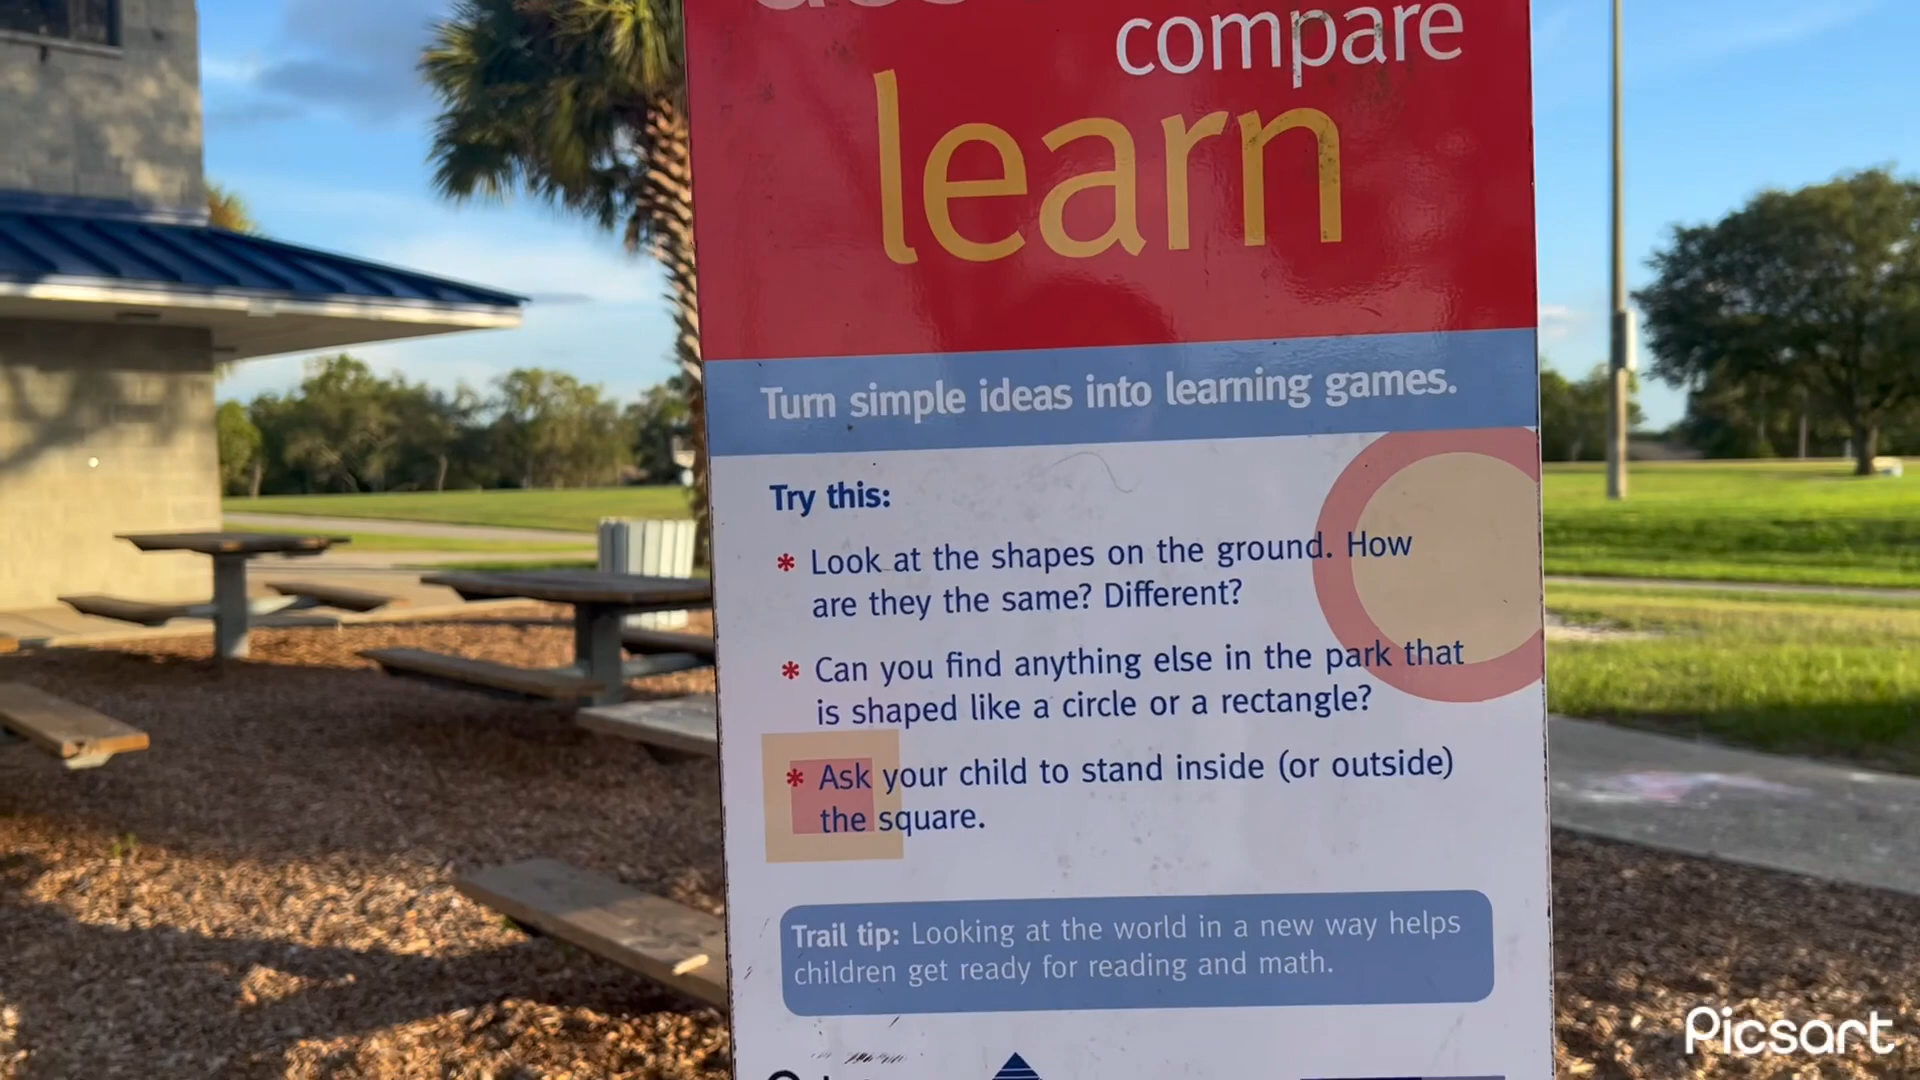 compare
learn
Turn simple ideas into learning games.
Try this:
* Look at the shapes on the ground. How
are they the same? Different?
* Can you find anything else in the park that
is shaped like a circle or a rectangle?
* Ask your child to stand inside (or outside)
the square.
Trail tip: Looking at the world in a new way helps
children get ready for reading and math.
Picsart